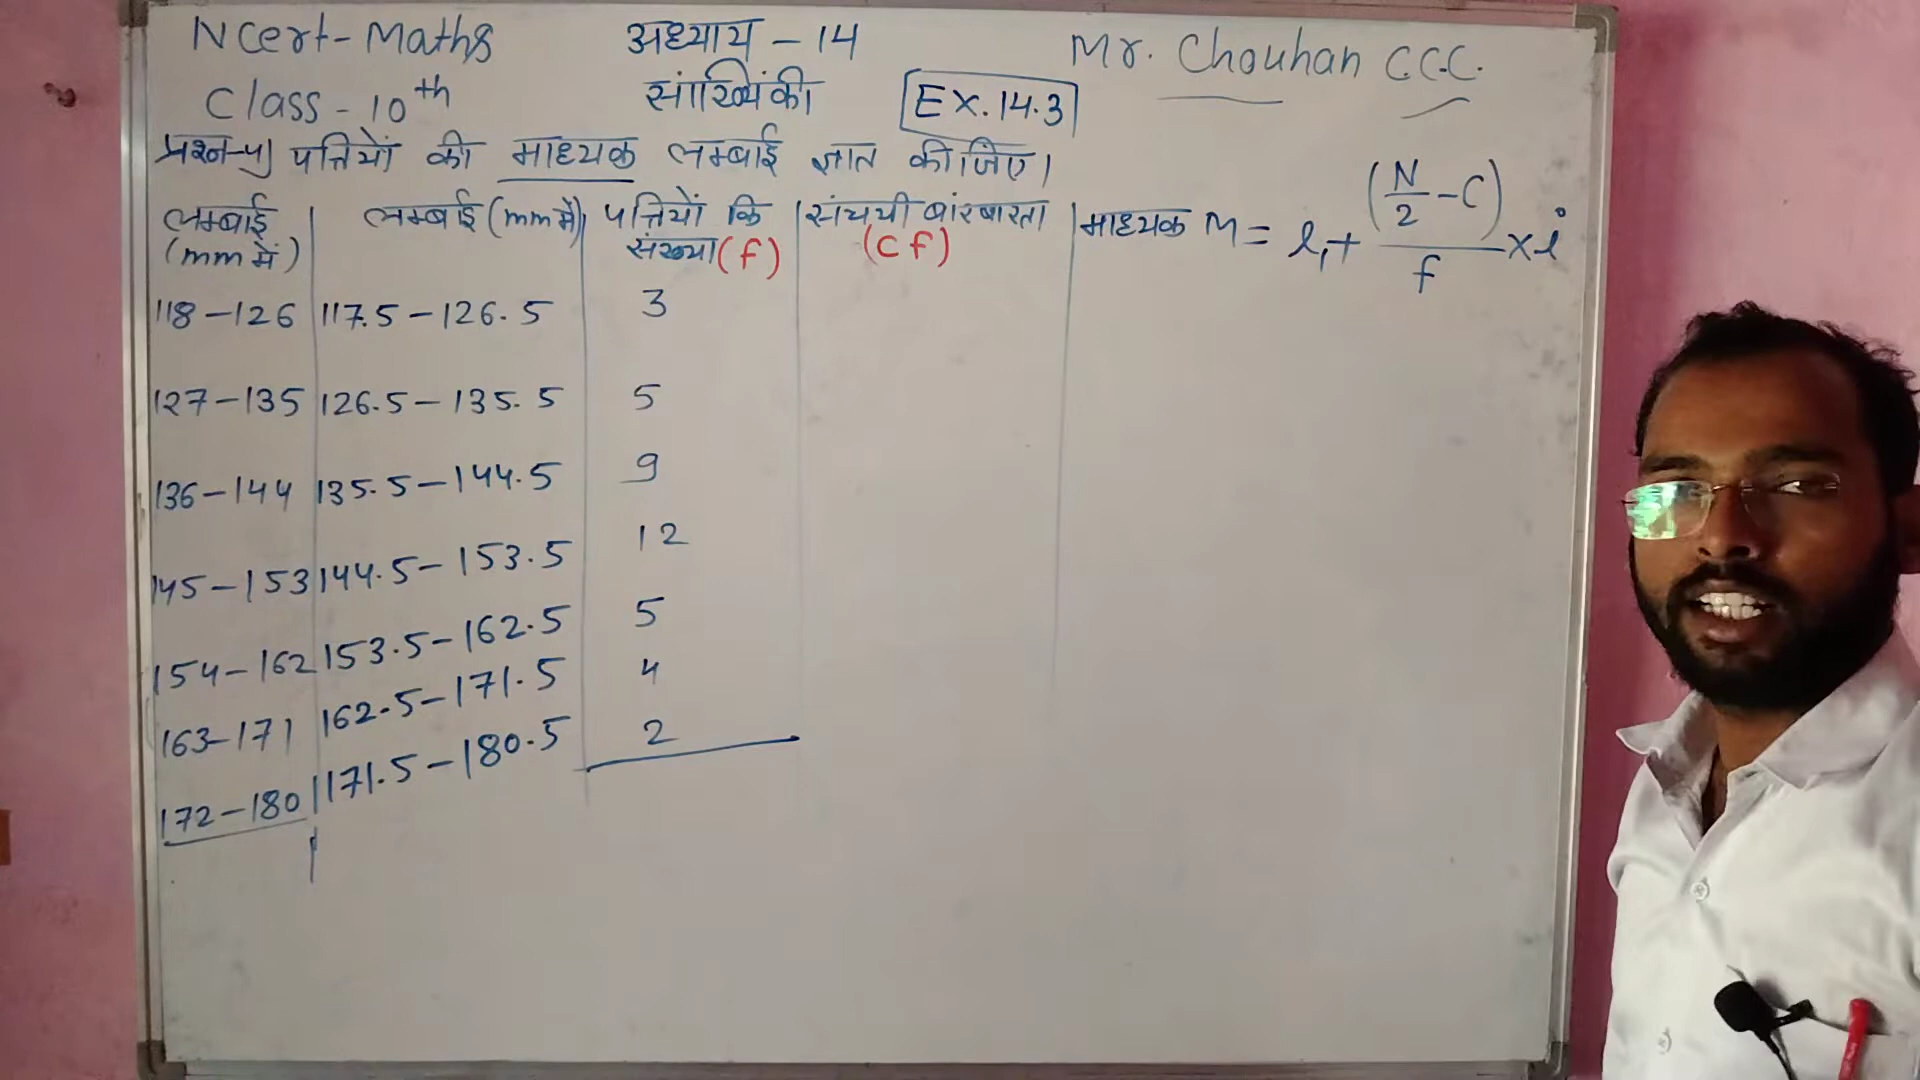 Ncert-Maths अध्याय - 14 Mr. Chouhan C.C.C.
Class - 10th सांख्यिंकी EX.14.3
प्रश्न-4) पत्तियों की माध्यक लम्बाई ज्ञात कीजिए।
लम्बाई (mm में) लम्बाई (mm में) पत्तियों कि संख्या (f) संचयी बारंबारता (cf) माध्यक M = l₁+ (N/2 - C)/f × i
118-126 117.5-126.5 3
127-135 126.5-135.5 5
136-144 135.5-144.5 9
145-153 144.5-153.5 12
154-162 153.5-162.5 5
163-171 162.5-171.5 4
172-180 171.5-180.5 2